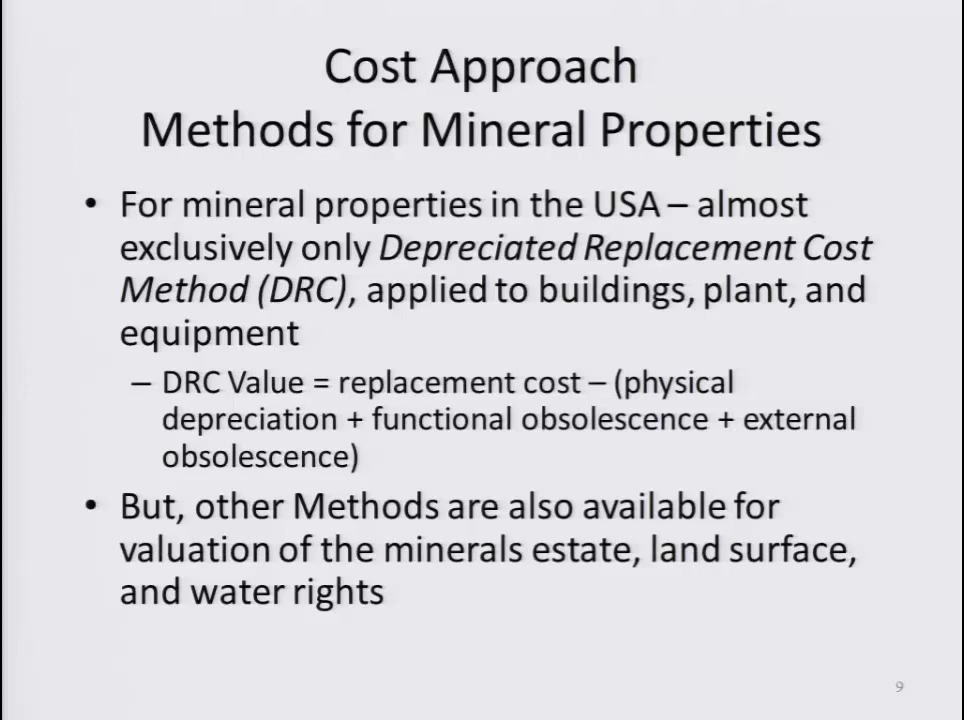 Cost Approach
Methods for Mineral Properties
• For mineral properties in the USA – almost
exclusively only Depreciated Replacement Cost
Method (DRC), applied to buildings, plant, and
equipment
– DRC Value = replacement cost – (physical
depreciation + functional obsolescence + external
obsolescence)
• But, other Methods are also available for
valuation of the minerals estate, land surface,
and water rights
9